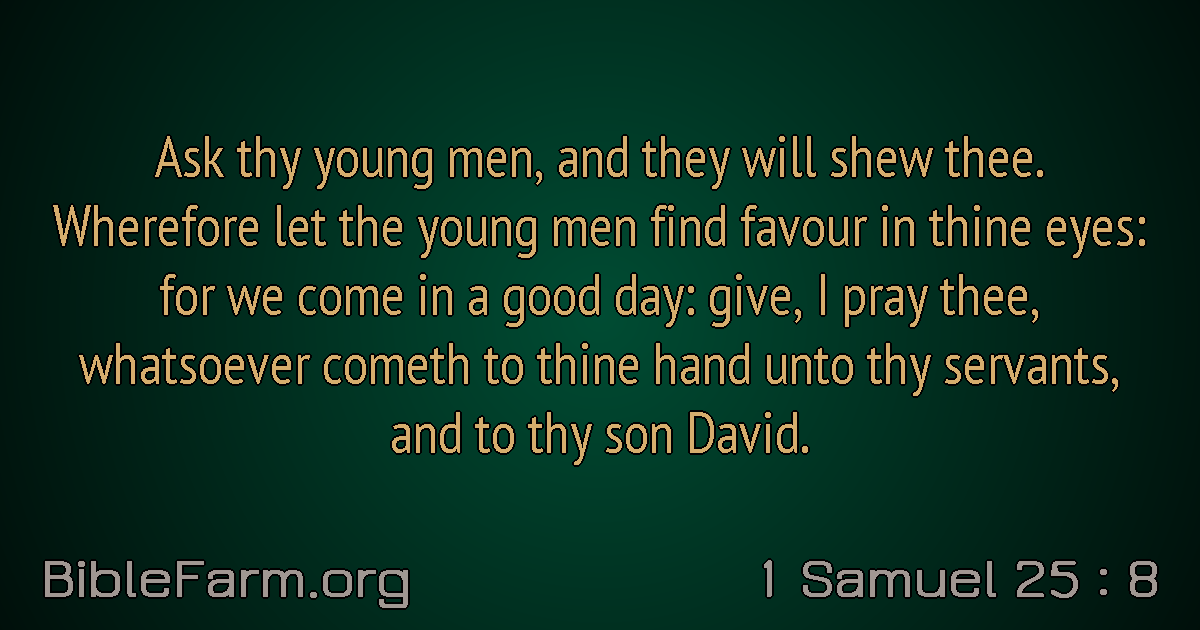 Ask thy young men, and they will shew thee.
Wherefore let the young men find favour in thine eyes:
for we come in a good day: give, I pray thee,
whatsoever cometh to thine hand unto thy servants,
and to thy son David.
BibleFarm.org
1 Samuel 25 : 8